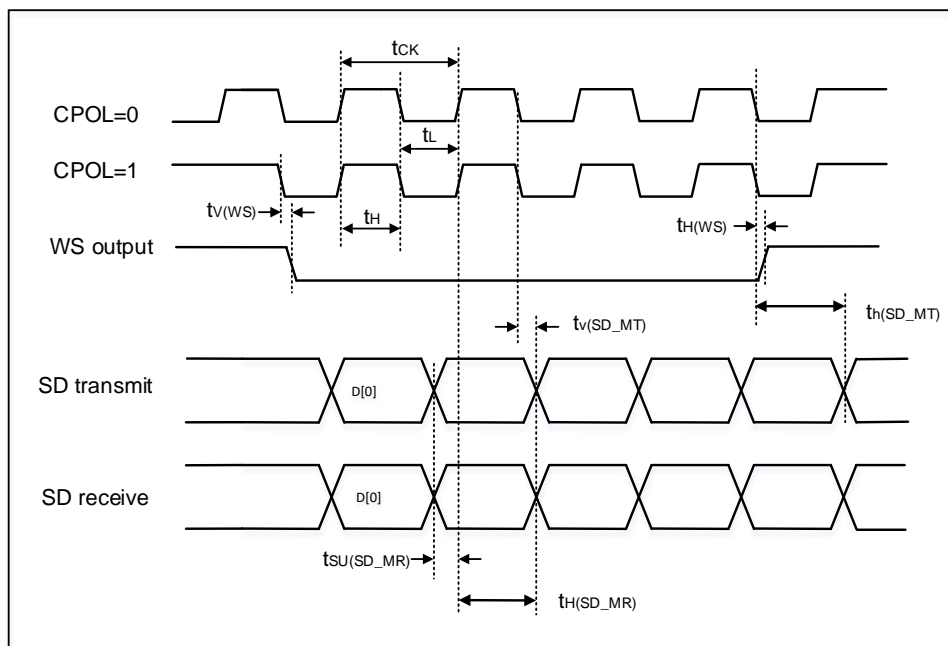 tCK
CPOL=0
tL
CPOL=1
tV(WS)
tH
tH(WS)
WS output
tv(SD_MT)
th(SD_MT)
SD transmit
D[0]
SD receive
D[0]
tSU(SD_MR)
tH(SD_MR)